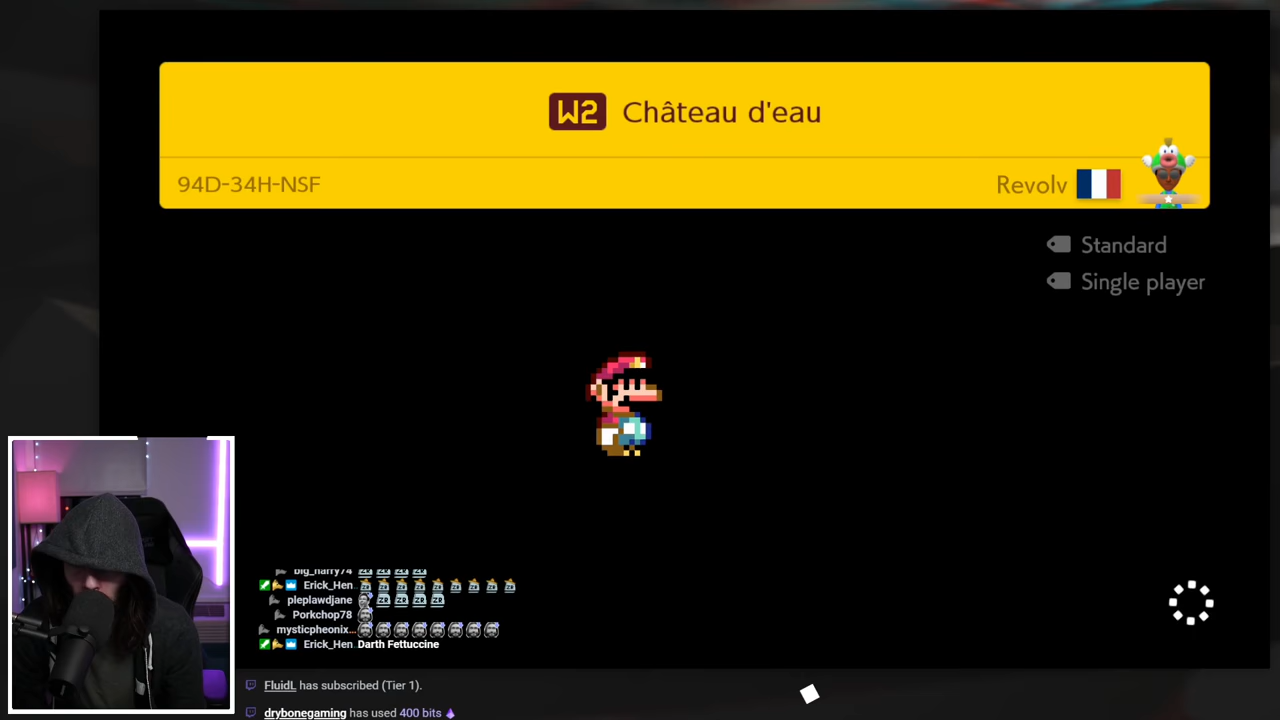 W2 Château d'eau
94D-34H-NSF
Revolv
Standard
Single player
big_harry74
Erick_Hen
pleplawdjane
Porkchop78
mysticpheonix...
Erick_Hen Darth Fettuccine
FluidL has subscribed (Tier 1).
drybonegaming has used 400 bits